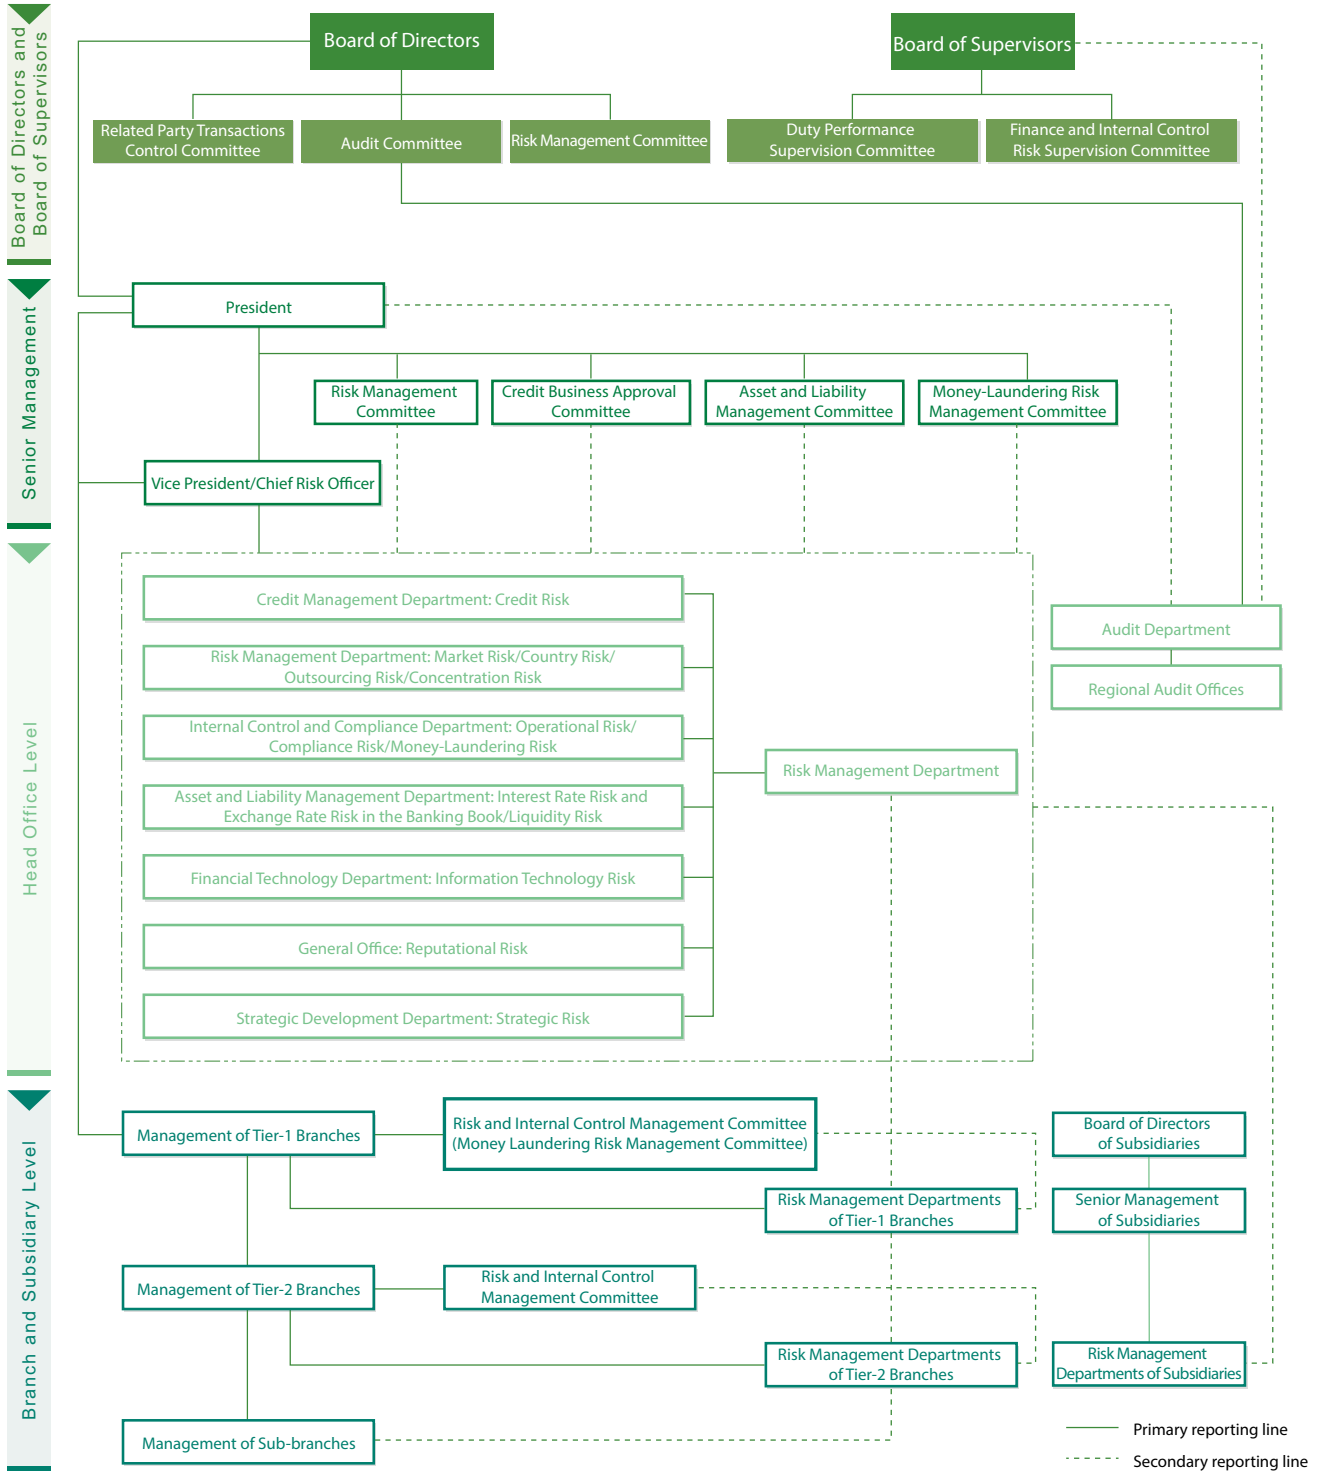 Board of Directors and
Board of Supervisors
Board of Directors
Board of Supervisors
Related Party Transactions
Control Committee
Audit Committee
Risk Management Committee
Duty Performance
Supervision Committee
Finance and Internal Control
Risk Supervision Committee
Senior Management
President
Risk Management
Committee
Credit Business Approval
Committee
Asset and Liability
Management Committee
Money-Laundering Risk
Management Committee
Vice President/Chief Risk Officer
Head Office Level
Credit Management Department: Credit Risk
Risk Management Department: Market Risk/Country Risk/
Outsourcing Risk/Concentration Risk
Internal Control and Compliance Department: Operational Risk/
Compliance Risk/Money-Laundering Risk
Asset and Liability Management Department: Interest Rate Risk and
Exchange Rate Risk in the Banking Book/Liquidity Risk
Financial Technology Department: Information Technology Risk
General Office: Reputational Risk
Strategic Development Department: Strategic Risk
Risk Management Department
Audit Department
Regional Audit Offices
Branch and Subsidiary Level
Management of Tier-1 Branches
Risk and Internal Control Management Committee
(Money Laundering Risk Management Committee)
Board of Directors
of Subsidiaries
Risk Management Departments
of Tier-1 Branches
Senior Management
of Subsidiaries
Management of Tier-2 Branches
Risk and Internal Control
Management Committee
Risk Management Departments
of Tier-2 Branches
Risk Management
Departments of Subsidiaries
Management of Sub-branches
Primary reporting line
Secondary reporting line